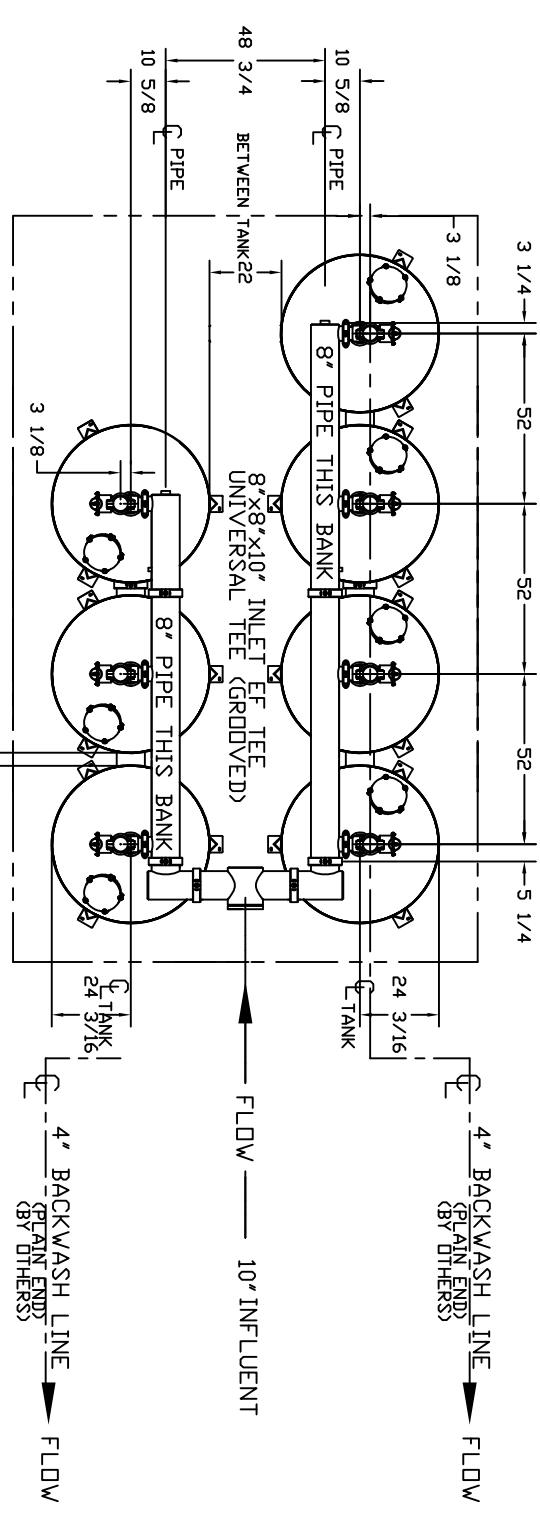 48 3/4
10 5/8
10 5/8
PIPE
PIPE
BETWEEN TANK22
3 1/8
3 1/4
52
52
52
5 1/4
3 1/8
8" PIPE THIS BANK
8"x8"x10" INLET EF TEE
UNIVERSAL TEE (GROOVED)
8" PIPE THIS BANK
24 3/16
TANK
24 3/16
TANK
FLOW
10" INFLUENT
4" BACKWASH LINE
(PLAIN END)
(BY OTHERS)
FLOW
4" BACKWASH LINE
(PLAIN END)
(BY OTHERS)
FLOW